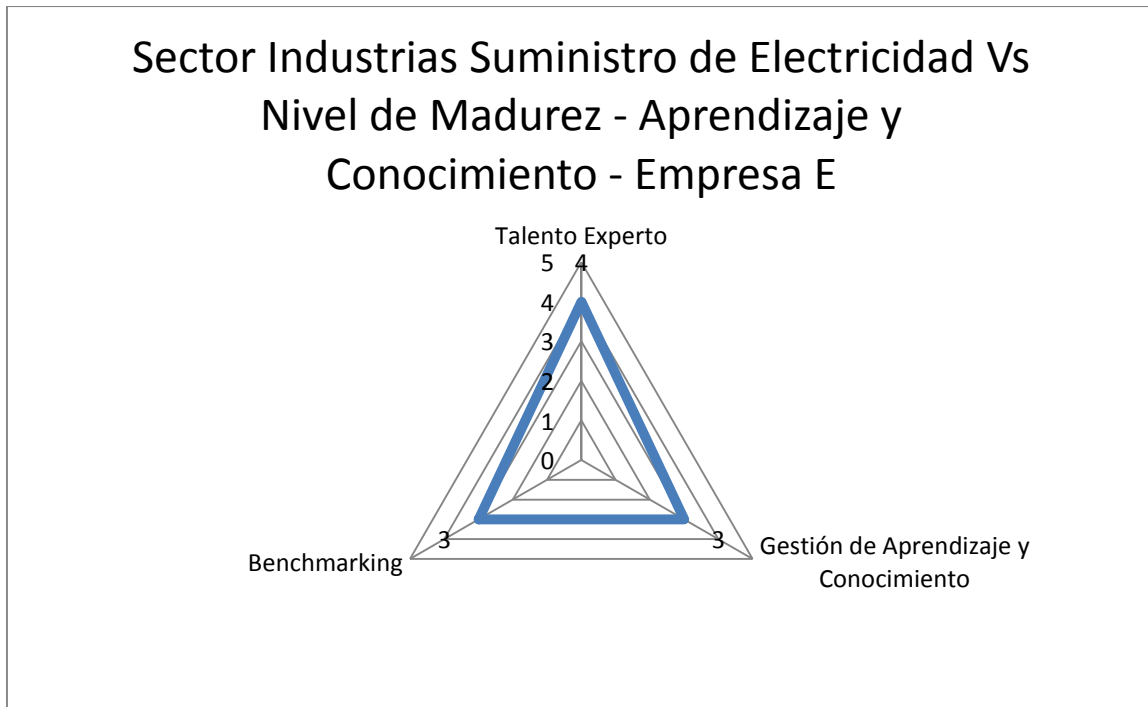 Sector Industrias Suministro de Electricidad Vs
Nivel de Madurez - Aprendizaje y
Conocimiento - Empresa E
Talento Experto
5 4
4
3
2
1
0
3 3
Benchmarking
Gestión de Aprendizaje y
Conocimiento